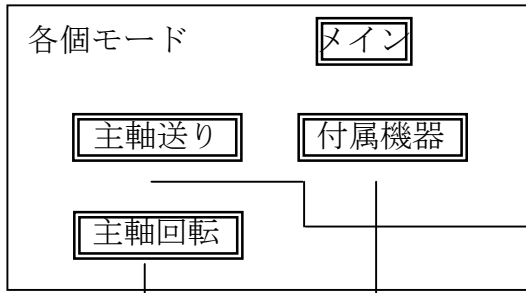 各個モード メイン
主軸送り 付属機器
主軸回転